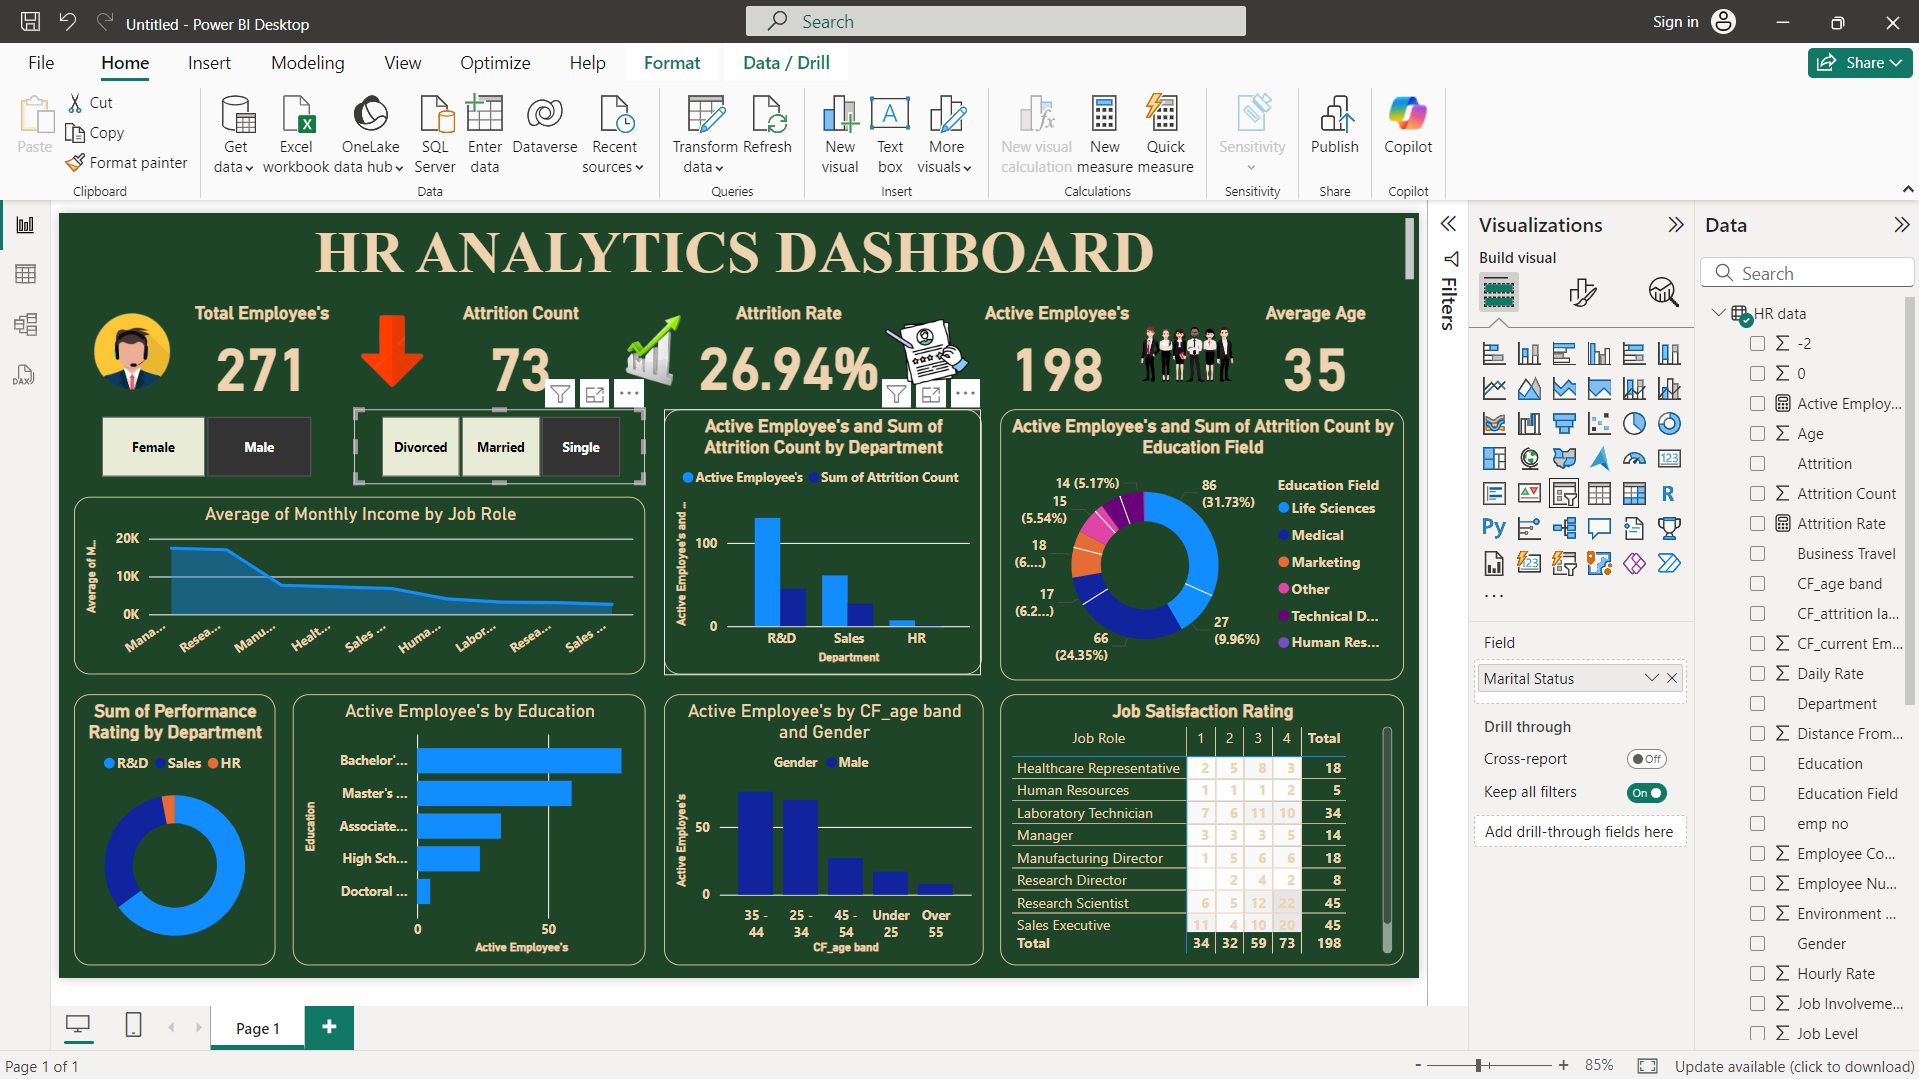 Untitled - Power BI Desktop
Search
Sign in
File Home Insert Modeling View Optimize Help Format Data / Drill
Share
Paste
Cut
Copy
Format painter
Clipboard
Get data
Excel workbook
OneLake data hub
SQL Server
Enter data
Dataverse
Recent sources
Data
Transform data
Refresh
Queries
New visual
Text box
More visuals
Insert
New visual calculation
New measure
Quick measure
Calculations
Sensitivity
Sensitivity
Publish
Share
Copilot
Copilot
HR ANALYTICS DASHBOARD
Total Employee's
271
Attrition Count
73
Attrition Rate
26.94%
Active Employee's
198
Average Age
35
Female Male
Divorced Married Single
Average of Monthly Income by Job Role
Average of M...
20K
10K
0K
Mana... Resea... Manu... Healt... Sales ... Huma... Labor... Resea... Sales ...
Active Employee's and Sum of
Attrition Count by Department
Active Employee's Sum of Attrition Count
Active Employee's and ...
100
0
R&D Sales HR
Department
Active Employee's and Sum of Attrition Count by
Education Field
14 (5.17%)
15
(5.54%)
18
(6....)
17
(6.2...)
66
(24.35%)
86
(31.73%)
27
(9.96%)
Education Field
Life Sciences
Medical
Marketing
Other
Technical D...
Human Res...
Sum of Performance
Rating by Department
R&D Sales HR
Active Employee's by Education
Education
Bachelor'...
Master's ...
Associate...
High Sch...
Doctoral ...
0 50
Active Employee's
Active Employee's by CF_age band
and Gender
Gender Male
Active Employee's
50
0
35 -
44
25 -
34
45 -
54
Under
25
Over
55
CF_age band
Job Satisfaction Rating
Job Role 1 2 3 4 Total
Healthcare Representative 2 5 8 3 18
Human Resources 1 1 1 2 5
Laboratory Technician 7 6 11 10 34
Manager 3 3 3 5 14
Manufacturing Director 1 5 6 6 18
Research Director 2 4 2 8
Research Scientist 6 5 12 22 45
Sales Executive 11 4 10 20 45
Total 34 32 59 73 198
Filters
Visualizations
Build visual
123
R
Py
123
...
Field
Marital Status
Drill through
Cross-report Off
Keep all filters On
Add drill-through fields here
Data
Search
HR data
-2
0
Active Employ...
Age
Attrition
Attrition Count
Attrition Rate
Business Travel
CF_age band
CF_attrition la...
CF_current Em...
Daily Rate
Department
Distance From...
Education
Education Field
emp no
Employee Co...
Employee Nu...
Environment ...
Gender
Hourly Rate
Job Involveme...
Job Level
Page 1
+
Page 1 of 1
- + 85%
Update available (click to download)